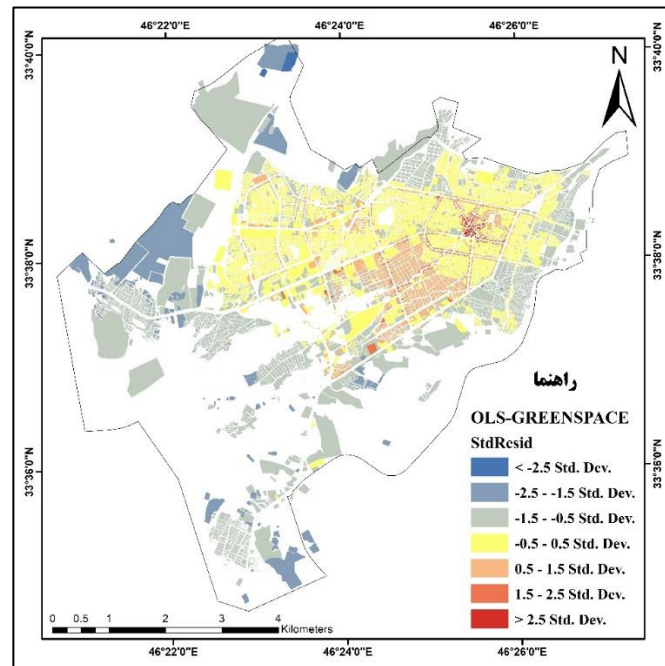 46°22'0"E 46°24'0"E 46°26'0"E
33°40'0"N 33°40'0"N
N
33°38'0"N 33°38'0"N
33°36'0"N 33°36'0"N
راهنما
OLS-GREENSPACE
StdResid
< -2.5 Std. Dev.
-2.5 - -1.5 Std. Dev.
-1.5 - -0.5 Std. Dev.
-0.5 - 0.5 Std. Dev.
0.5 - 1.5 Std. Dev.
1.5 - 2.5 Std. Dev.
> 2.5 Std. Dev.
0 0.5 1 2 3 4
Kilometers
46°22'0"E 46°24'0"E 46°26'0"E